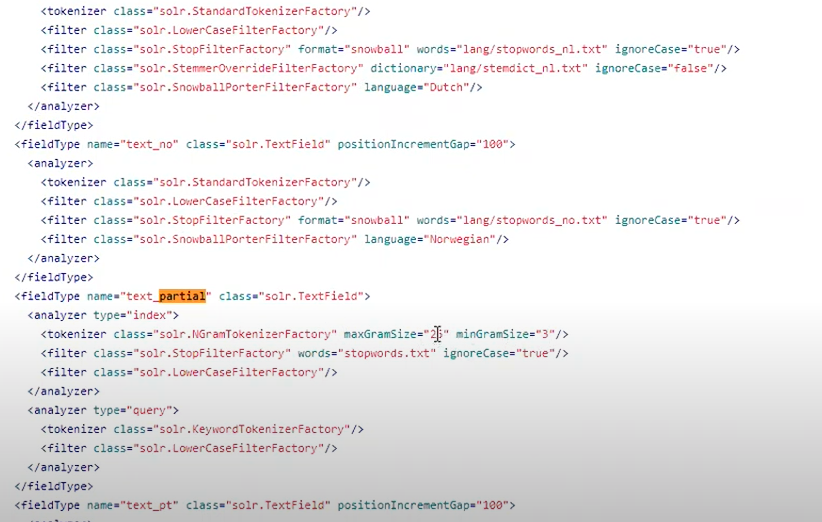 <tokenizer class="solr.StandardTokenizerFactory"/>
<filter class="solr.LowerCaseFilterFactory"/>
<filter class="solr.StopFilterFactory" format="snowball" words="lang/stopwords_nl.txt" ignoreCase="true"/>
<filter class="solr.StemmerOverrideFilterFactory" dictionary="lang/stemdict_nl.txt" ignoreCase="false"/>
<filter class="solr.SnowballPorterFilterFactory" language="Dutch"/>
</analyzer>
</fieldType>
<fieldType name="text_no" class="solr.TextField" positionIncrementGap="100">
<analyzer>
<tokenizer class="solr.StandardTokenizerFactory"/>
<filter class="solr.LowerCaseFilterFactory"/>
<filter class="solr.StopFilterFactory" format="snowball" words="lang/stopwords_no.txt" ignoreCase="true"/>
<filter class="solr.SnowballPorterFilterFactory" language="Norwegian"/>
</analyzer>
</fieldType>
<fieldType name="text_partial" class="solr.TextField">
<analyzer type="index">
<tokenizer class="solr.NGramTokenizerFactory" minGramSize="3"/>
<filter class="solr.StopFilterFactory" words="stopwords.txt" ignoreCase="true"/>
<filter class="solr.LowerCaseFilterFactory"/>
</analyzer>
<analyzer type="query">
<tokenizer class="solr.KeywordTokenizerFactory"/>
<filter class="solr.LowerCaseFilterFactory"/>
</analyzer>
</fieldType>
<fieldType name="text_pt" class="solr.TextField" positionIncrementGap="100">